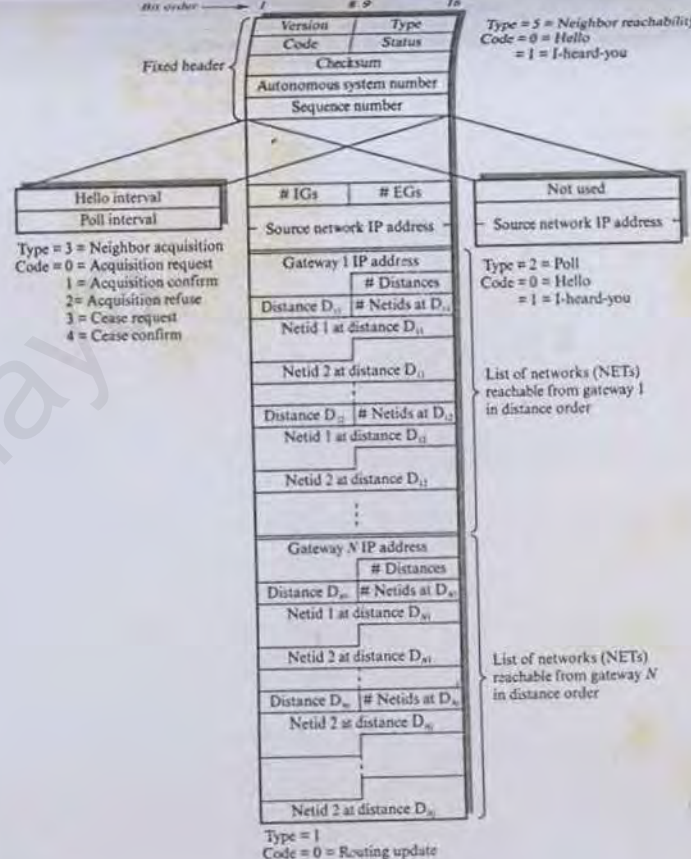 Bit order 1 8 9 16
Version Type
Code Status
Checksum
Autonomous system number
Sequence number
Fixed header
Type = 5 = Neighbor reachability
Code = 0 = Hello
= 1 = I-heard-you
Hello interval
Poll interval
Type = 3 = Neighbor acquisition
Code = 0 = Acquisition request
1 = Acquisition confirm
2= Acquisition refuse
3 = Cease request
4 = Cease confirm
# IGs # EGs
Source network IP address
Not used
Source network IP address
Type = 2 = Poll
Code = 0 = Hello
= 1 = I-heard-you
Gateway 1 IP address
# Distances
Distance D₁₁ # Netids at D₁₁
Netid 1 at distance D₁₁
Netid 2 at distance D₁₁
Distance D₁₂ # Netids at D₁₂
Netid 1 at distance D₁₂
Netid 2 at distance D₁₂
List of networks (NETs)
reachable from gateway 1
in distance order
Gateway N IP address
# Distances
Distance # Netids at
Netid 1 at distance D_N1
Netid 2 at distance D_N1
Distance # Netids at
Netid 2 at distance
Netid 2 at distance
List of networks (NETs)
reachable from gateway N
in distance order
Type = 1
Code = 0 = Routing update